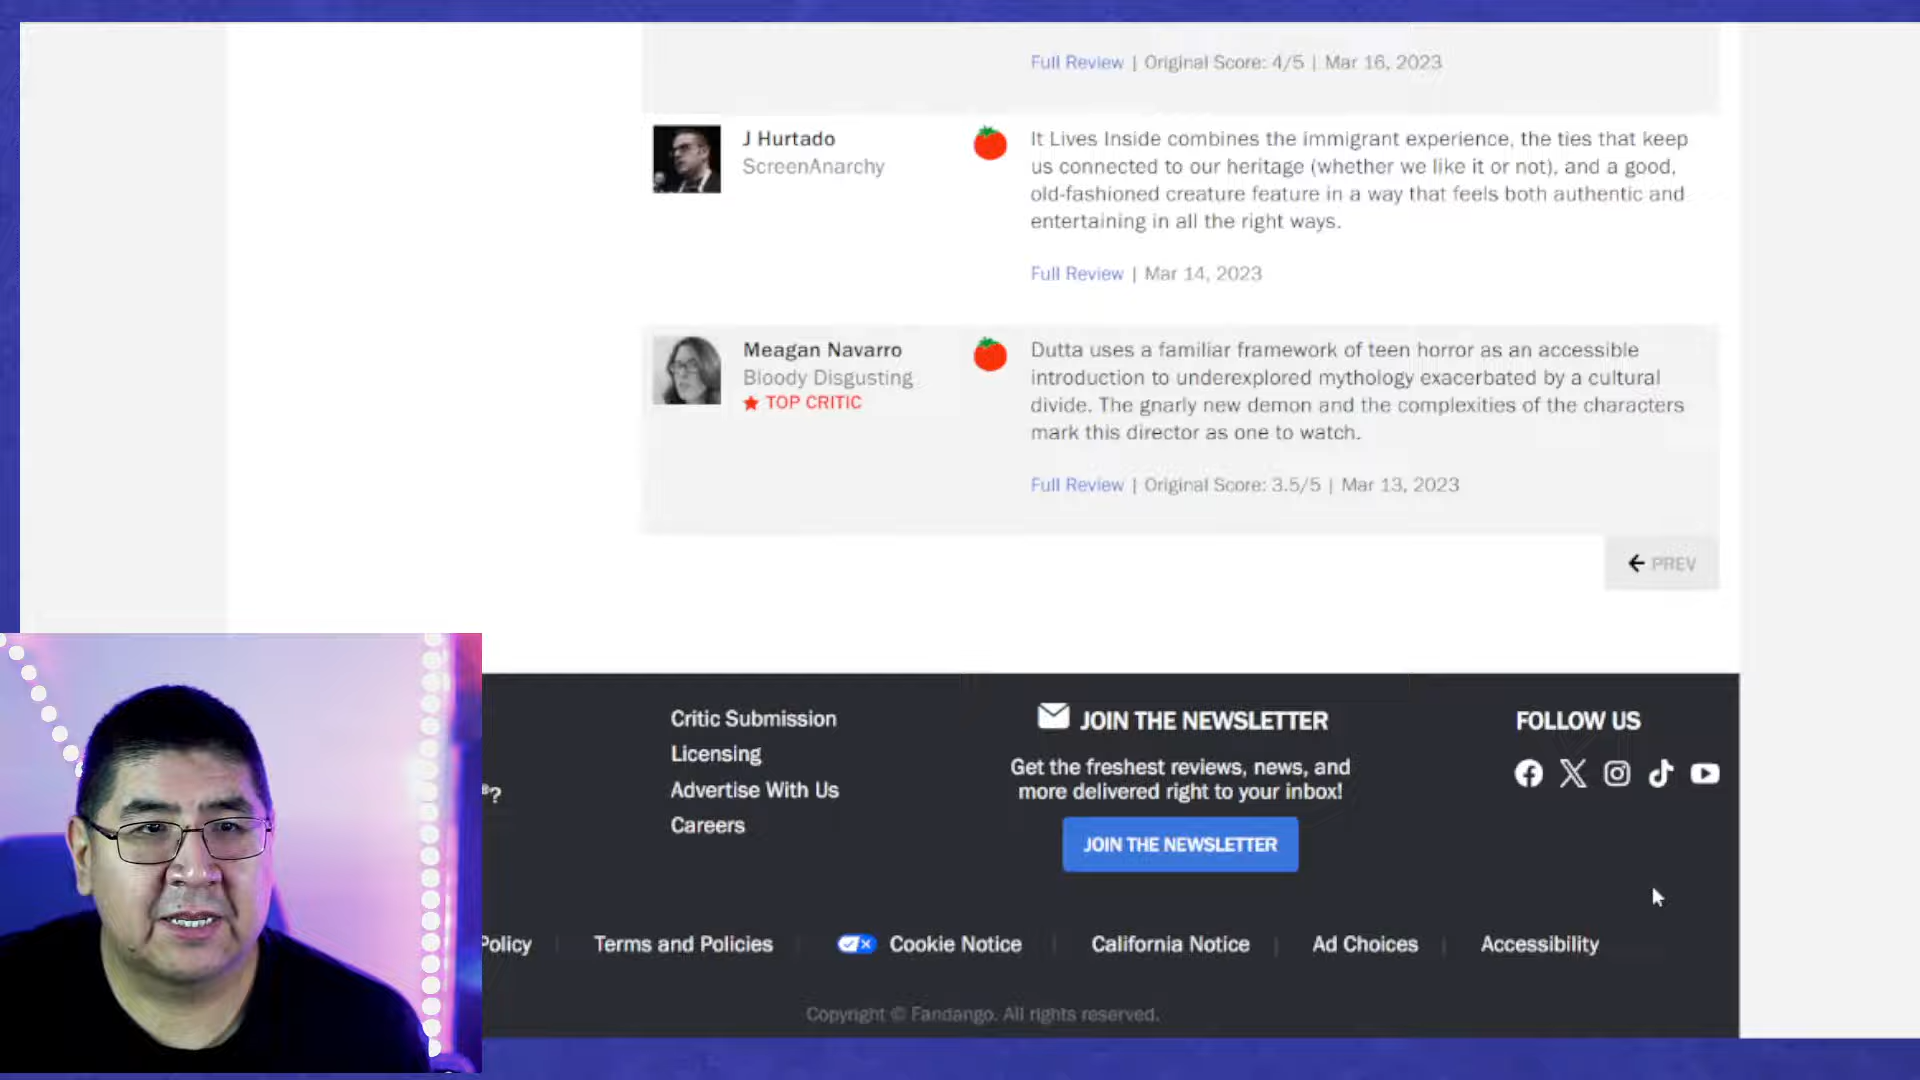 Full Review | Original Score: 4/5 | Mar 16, 2023
J Hurtado
ScreenAnarchy
It Lives Inside combines the immigrant experience, the ties that keep
us connected to our heritage (whether we like it or not), and a good,
old-fashioned creature feature in a way that feels both authentic and
entertaining in all the right ways.
Full Review | Mar 14, 2023
Meagan Navarro
Bloody Disgusting
TOP CRITIC
Dutta uses a familiar framework of teen horror as an accessible
introduction to underexplored mythology exacerbated by a cultural
divide. The gnarly new demon and the complexities of the characters
mark this director as one to watch.
Full Review | Original Score: 3.5/5 | Mar 13, 2023
PREV
Critic Submission
Licensing
Advertise With Us
Careers
JOIN THE NEWSLETTER
Get the freshest reviews, news, and
more delivered right to your inbox!
JOIN THE NEWSLETTER
FOLLOW US
Policy
Terms and Policies
Cookie Notice
California Notice
Ad Choices
Accessibility
Copyright © Fandango. All rights reserved.